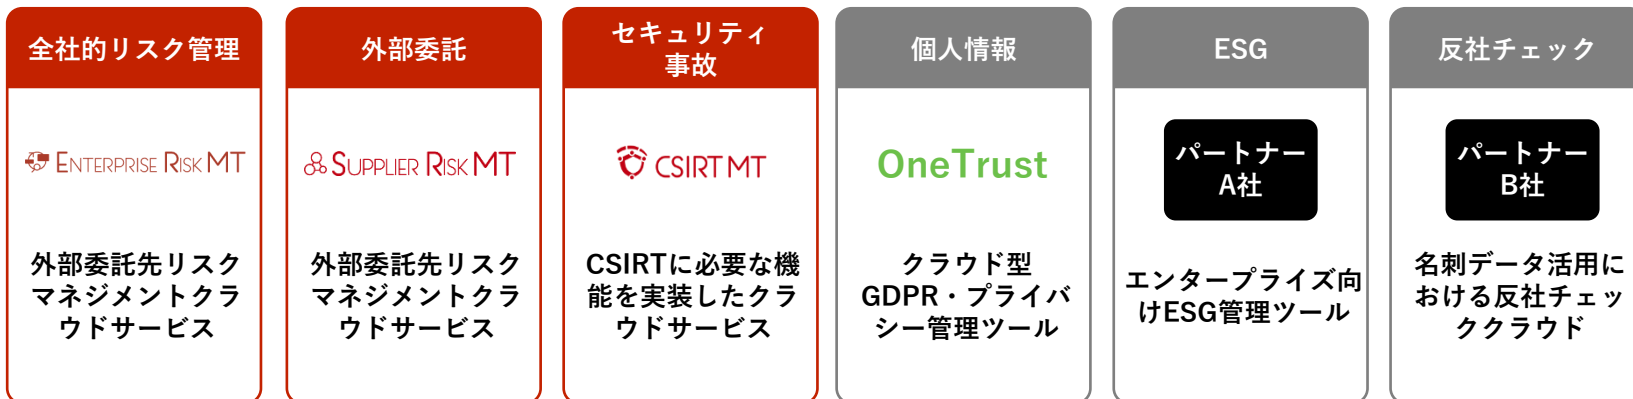 全社的リスク管理
ENTERPRISE RISK MT
外部委託先リスク
マネジメントクラ
ウドサービス
外部委託
SUPPLIER RISK MT
外部委託先リスク
マネジメントクラ
ウドサービス
セキュリティ
事故
CSIRT MT
CSIRTに必要な機
能を実装したクラ
ウドサービス
個人情報
OneTrust
クラウド型
GDPR・プライバ
シー管理ツール
ESG
パートナー
A社
エンタープライズ向
けESG管理ツール
反社チェック
パートナー
B社
名刺データ活用に
おける反社チェッ
ククラウド